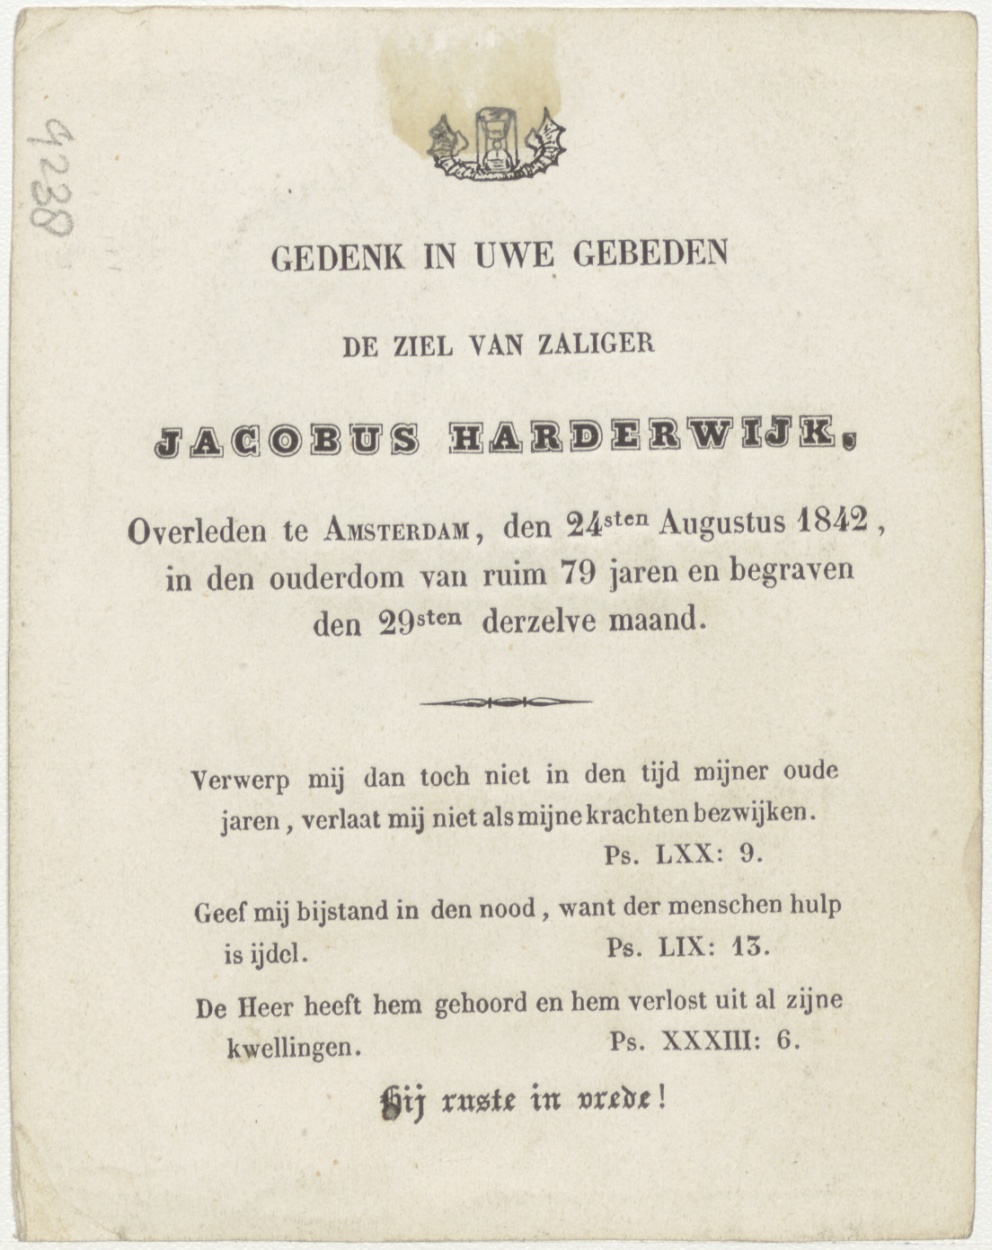 9238
GEDENK IN UWE GEBEDEN
DE ZIEL VAN ZALIGER
JACOBUS HARDERWIJK,
Overleden te AMSTERDAM, den 24sten Augustus 1842,
in den ouderdom van ruim 79 jaren en begraven
den 29sten derzelve maand.
Verwerp mij dan toch niet in den tijd mijner oude
jaren, verlaat mij niet als mijne krachten bezwijken.
Ps. LXX: 9.
Geef mij bijstand in den nood, want der menschen hulp
is ijdel. Ps. LIX: 13.
De Heer heeft hem gehoord en hem verlost uit al zijne
kwellingen. Ps. XXXIII: 6.
Hij ruste in vrede!